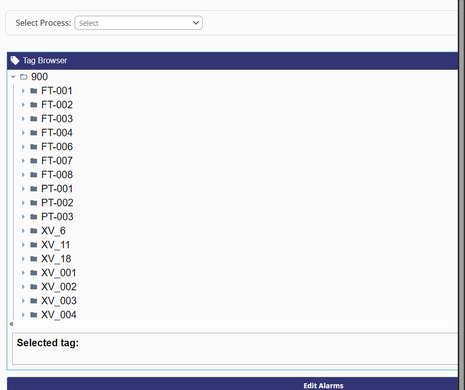 Select Process: Select
Tag Browser
900
FT-001
FT-002
FT-003
FT-004
FT-006
FT-007
FT-008
PT-001
PT-002
PT-003
XV_6
XV_11
XV_18
XV_001
XV_002
XV_003
XV_004
Selected tag:
Edit Alarms